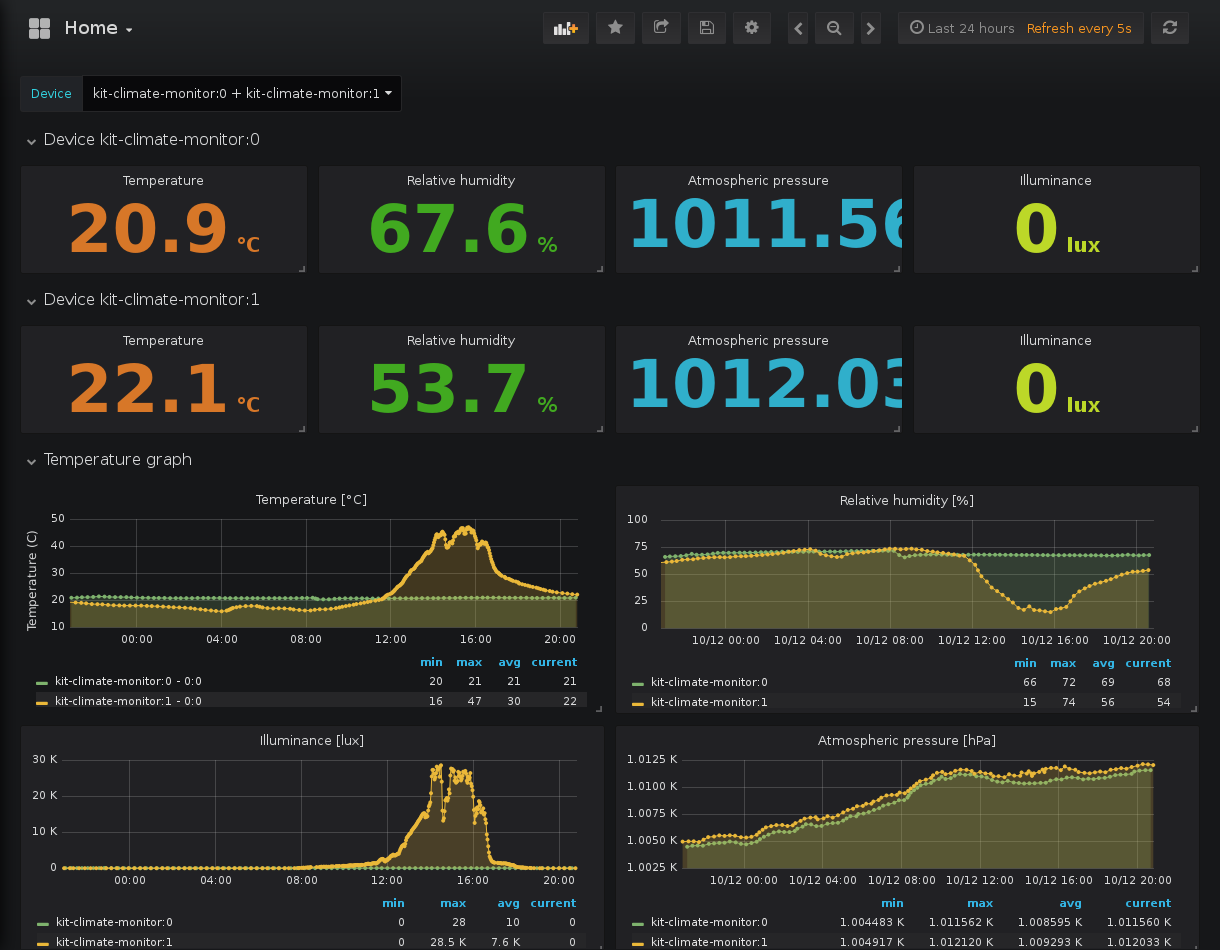 Home
Last 24 hours Refresh every 5s
Device kit-climate-monitor:0 + kit-climate-monitor:1
Device kit-climate-monitor:0
Temperature Relative humidity Atmospheric pressure Illuminance
20.9 °C 67.6 % 1011.56 0 lux
Device kit-climate-monitor:1
Temperature Relative humidity Atmospheric pressure Illuminance
22.1 °C 53.7 % 1012.03 0 lux
Temperature graph
Temperature [°C]
Temperature (C)
50
40
30
20
10
00:00 04:00 08:00 12:00 16:00 20:00
min max avg current
kit-climate-monitor:0 - 0:0 20 21 21 21
kit-climate-monitor:1 - 0:0 16 47 30 22
Relative humidity [%]
100
75
50
25
0
10/12 00:00 10/12 04:00 10/12 08:00 10/12 12:00 10/12 16:00 10/12 20:00
min max avg current
kit-climate-monitor:0 66 72 69 68
kit-climate-monitor:1 15 74 56 54
Illuminance [lux]
30 K
20 K
10 K
0
00:00 04:00 08:00 12:00 16:00 20:00
min max avg current
kit-climate-monitor:0 0 28 10 0
kit-climate-monitor:1 0 28.5 K 7.6 K 0
Atmospheric pressure [hPa]
1.0125 K
1.0100 K
1.0075 K
1.0050 K
1.0025 K
10/12 00:00 10/12 04:00 10/12 08:00 10/12 12:00 10/12 16:00 10/12 20:00
min max avg current
kit-climate-monitor:0 1.004483 K 1.011562 K 1.008595 K 1.011560 K
kit-climate-monitor:1 1.004917 K 1.012120 K 1.009293 K 1.012033 K